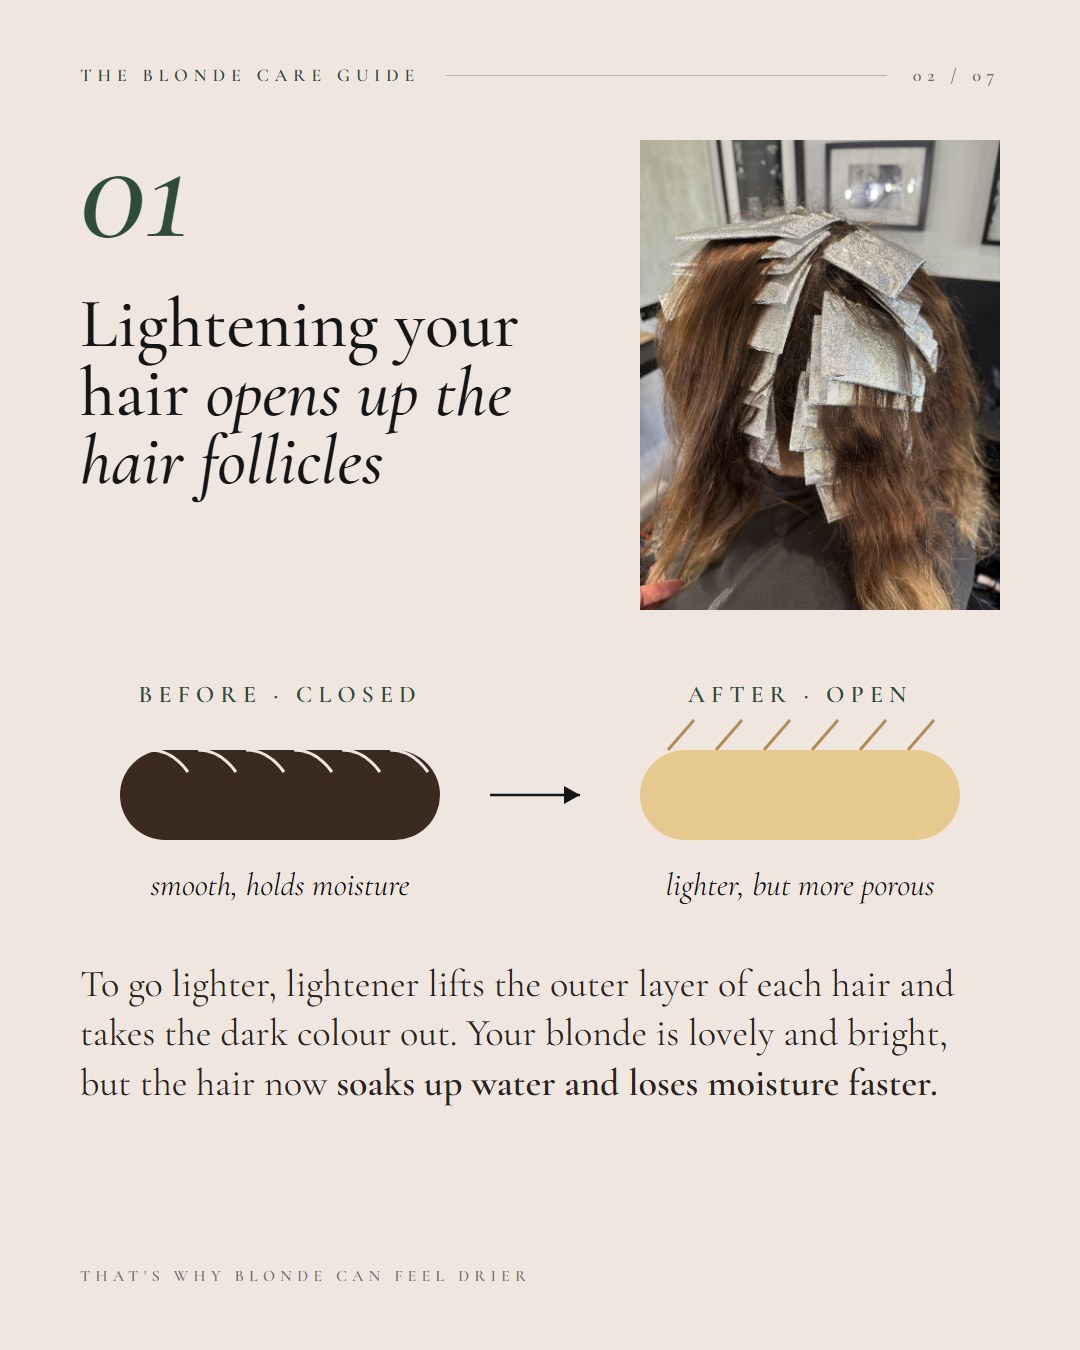 THE BLONDE CARE GUIDE
02 / 07
01
Lightening your
hair opens up the
hair follicles
BEFORE · CLOSED
AFTER · OPEN
smooth, holds moisture
lighter, but more porous
To go lighter, lightener lifts the outer layer of each hair and
takes the dark colour out. Your blonde is lovely and bright,
but the hair now soaks up water and loses moisture faster.
THAT'S WHY BLONDE CAN FEEL DRIER